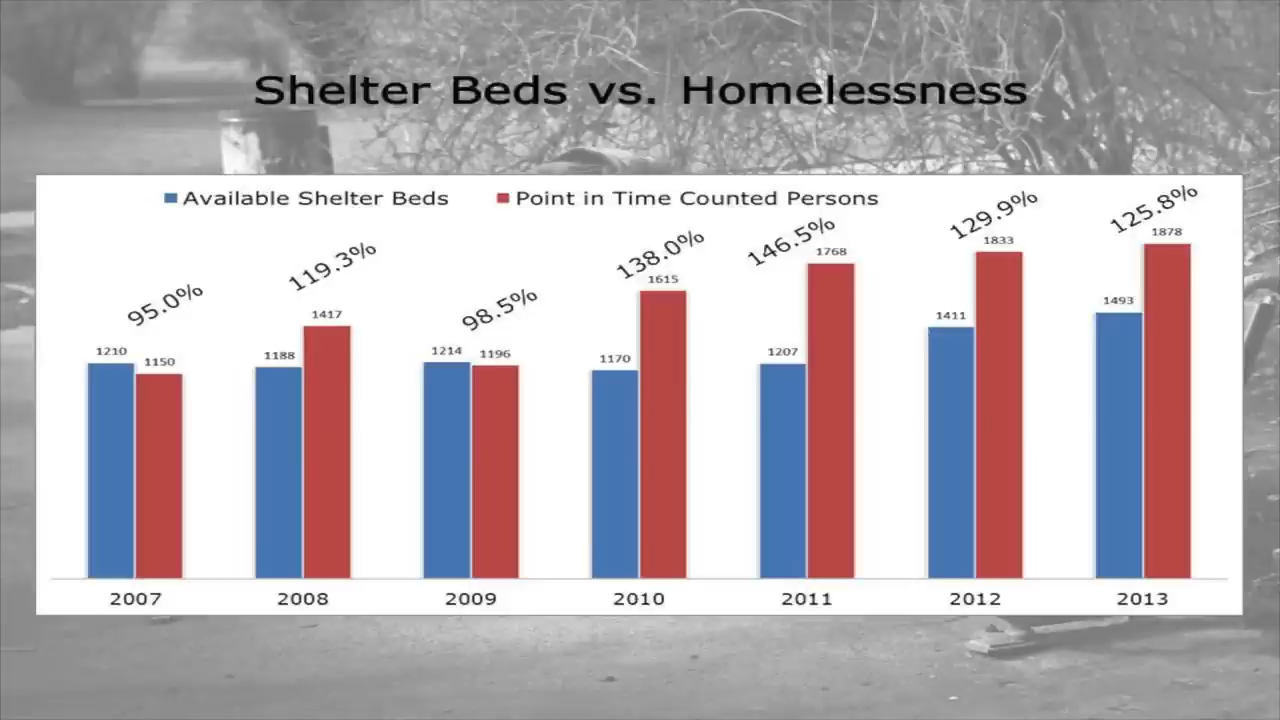 Shelter Beds vs. Homelessness
Available Shelter Beds Point in Time Counted Persons
95.0% 119.3% 98.5% 138.0% 146.5% 129.9% 125.8%
1210 1150 1188 1417 1214 1196 1170 1615 1207 1768 1411 1833 1493 1878
2007 2008 2009 2010 2011 2012 2013